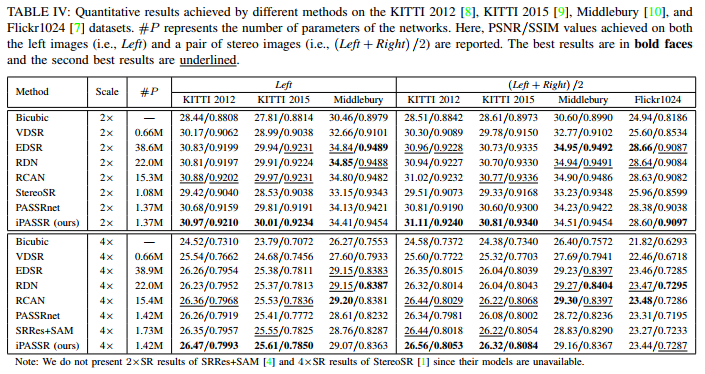 TABLE IV: Quantitative results achieved by different methods on the KITTI 2012 [8], KITTI 2015 [9], Middlebury [10], and
Flickr1024 [7] datasets. #P represents the number of parameters of the networks. Here, PSNR/SSIM values achieved on both
the left images (i.e., Left) and a pair of stereo images (i.e., (Left + Right) /2) are reported. The best results are in bold faces
and the second best results are underlined.
Method Scale #P Left (Left + Right) /2
KITTI 2012 KITTI 2015 Middlebury KITTI 2012 KITTI 2015 Middlebury Flickr1024
Bicubic 2× — 28.44/0.8808 27.81/0.8814 30.46/0.8979 28.51/0.8842 28.61/0.8973 30.60/0.8990 24.94/0.8186
VDSR 2× 0.66M 30.17/0.9062 28.99/0.9038 32.66/0.9101 30.30/0.9089 29.78/0.9150 32.77/0.9102 25.60/0.8534
EDSR 2× 38.6M 30.83/0.9199 29.94/0.9231 34.84/0.9489 30.96/0.9228 30.73/0.9335 34.95/0.9492 28.66/0.9087
RDN 2× 22.0M 30.81/0.9197 29.91/0.9224 34.85/0.9488 30.94/0.9227 30.70/0.9330 34.94/0.9491 28.64/0.9084
RCAN 2× 15.3M 30.88/0.9202 29.97/0.9231 34.80/0.9482 31.02/0.9232 30.77/0.9336 34.90/0.9486 28.63/0.9082
StereoSR 2× 1.08M 29.42/0.9040 28.53/0.9038 33.15/0.9343 29.51/0.9073 29.33/0.9168 33.23/0.9348 25.96/0.8599
PASSRnet 2× 1.37M 30.68/0.9159 29.81/0.9191 34.13/0.9421 30.81/0.9190 30.60/0.9300 34.23/0.9422 28.38/0.9038
iPASSR (ours) 2× 1.37M 30.97/0.9210 30.01/0.9234 34.41/0.9454 31.11/0.9240 30.81/0.9340 34.51/0.9454 28.60/0.9097
Bicubic 4× — 24.52/0.7310 23.79/0.7072 26.27/0.7553 24.58/0.7372 24.38/0.7340 26.40/0.7572 21.82/0.6293
VDSR 4× 0.66M 25.54/0.7662 24.68/0.7456 27.60/0.7933 25.60/0.7722 25.32/0.7703 27.69/0.7941 22.46/0.6718
EDSR 4× 38.9M 26.26/0.7954 25.38/0.7811 29.15/0.8383 26.35/0.8015 26.04/0.8039 29.23/0.8397 23.46/0.7285
RDN 4× 22.0M 26.23/0.7952 25.37/0.7813 29.15/0.8387 26.32/0.8014 26.04/0.8043 29.27/0.8404 23.47/0.7295
RCAN 4× 15.4M 26.36/0.7968 25.53/0.7836 29.20/0.8381 26.44/0.8029 26.22/0.8068 29.30/0.8397 23.48/0.7286
PASSRnet 4× 1.42M 26.26/0.7919 25.41/0.7772 28.61/0.8232 26.34/0.7981 26.08/0.8002 28.72/0.8236 23.31/0.7195
SRRes+SAM 4× 1.73M 26.35/0.7957 25.55/0.7825 28.76/0.8287 26.44/0.8018 26.22/0.8054 28.83/0.8290 23.27/0.7233
iPASSR (ours) 4× 1.42M 26.47/0.7993 25.61/0.7850 29.07/0.8363 26.56/0.8053 26.32/0.8084 29.16/0.8367 23.44/0.7287
Note: We do not present 2×SR results of SRRes+SAM [4] and 4×SR results of StereoSR [1] since their models are unavailable.